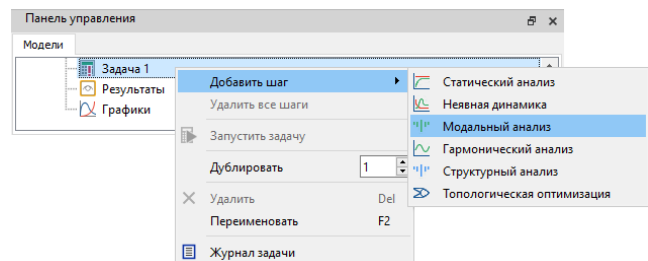 Панель управления
Модели
Задача 1
Результаты
Графики
Добавить шаг
Удалить все шаги
Запустить задачу
Дублировать 1
Удалить Del
Переименовать F2
Журнал задачи
Статический анализ
Неявная динамика
Модальный анализ
Гармонический анализ
Структурный анализ
Топологическая оптимизация